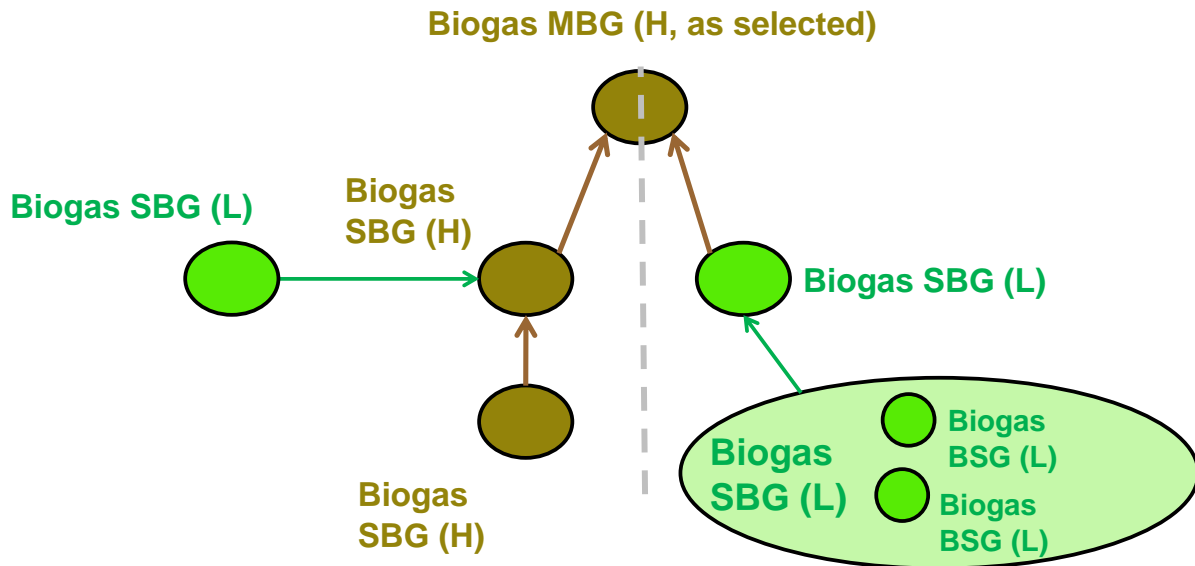 Biogas MBG (H, as selected)
Biogas SBG (L)
Biogas
SBG (H)
Biogas SBG (L)
Biogas
SBG (H)
Biogas
SBG (L)
Biogas
BSG (L)
Biogas
BSG (L)